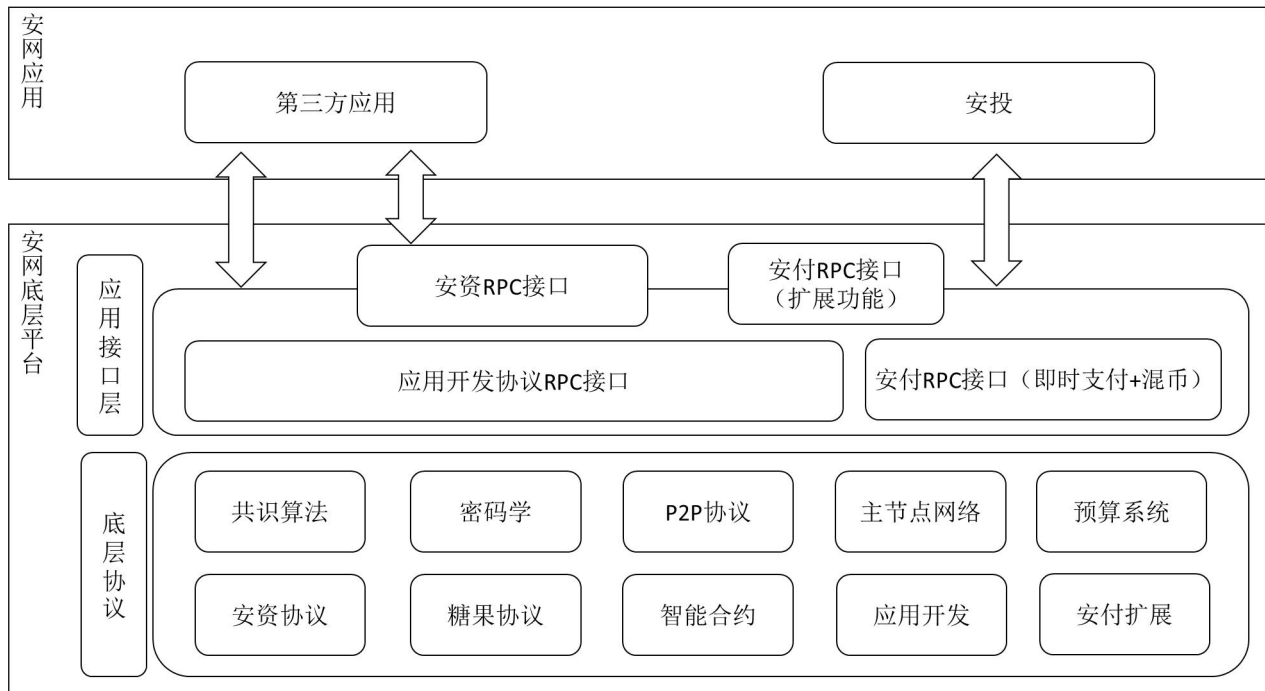 安网应用
第三方应用
安投
安网底层平台
应用接口层
安资RPC接口
安付RPC接口
（扩展功能）
应用开发协议RPC接口
安付RPC接口（即时支付+混币）
底层协议
共识算法
密码学
P2P协议
主节点网络
预算系统
安资协议
糖果协议
智能合约
应用开发
安付扩展